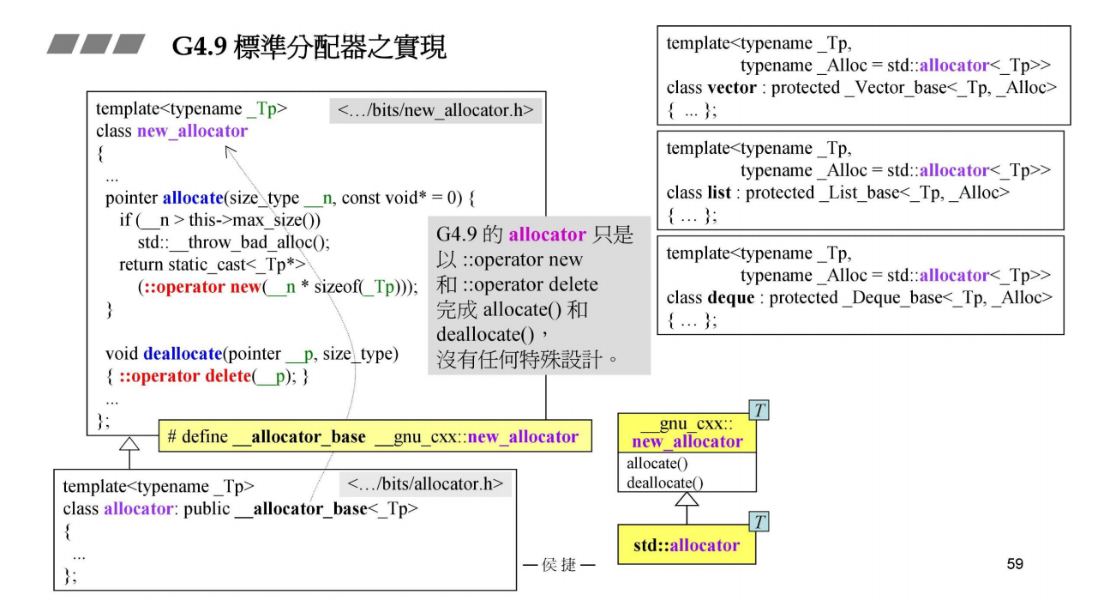 G4.9 標準分配器之實現
template<typename _Tp>
<…/bits/new_allocator.h>
class new_allocator
{
...
pointer allocate(size_type __n, const void* = 0) {
if (__n > this->max_size())
std::__throw_bad_alloc();
return static_cast<_Tp*>
(::operator new(__n * sizeof(_Tp)));
}
void deallocate(pointer __p, size_type)
{ ::operator delete(__p); }
...
};
# define __allocator_base __gnu_cxx::new_allocator
template<typename _Tp>
<…/bits/allocator.h>
class allocator: public __allocator_base<_Tp>
{
...
};
G4.9 的 allocator 只是
以 ::operator new
和 ::operator delete
完成 allocate() 和
deallocate()，
沒有任何特殊設計。
template<typename _Tp,
typename _Alloc = std::allocator<_Tp>>
class vector : protected _Vector_base<_Tp, _Alloc>
{ ... };
template<typename _Tp,
typename _Alloc = std::allocator<_Tp>>
class list : protected _List_base<_Tp, _Alloc>
{ ... };
template<typename _Tp,
typename _Alloc = std::allocator<_Tp>>
class deque : protected _Deque_base<_Tp, _Alloc>
{ ... };
T
__gnu_cxx::
new_allocator
allocate()
deallocate()
T
std::allocator
—侯捷—
59